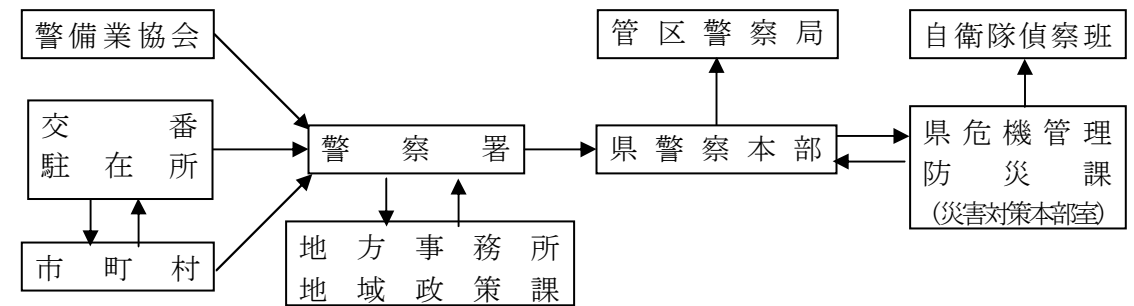 警備業協会
管区警察局
自衛隊偵察班
交番
駐在所
警察署
県警察本部
県危機管理
防災課
(災害対策本部室)
市町村
地方事務所
地域政策課